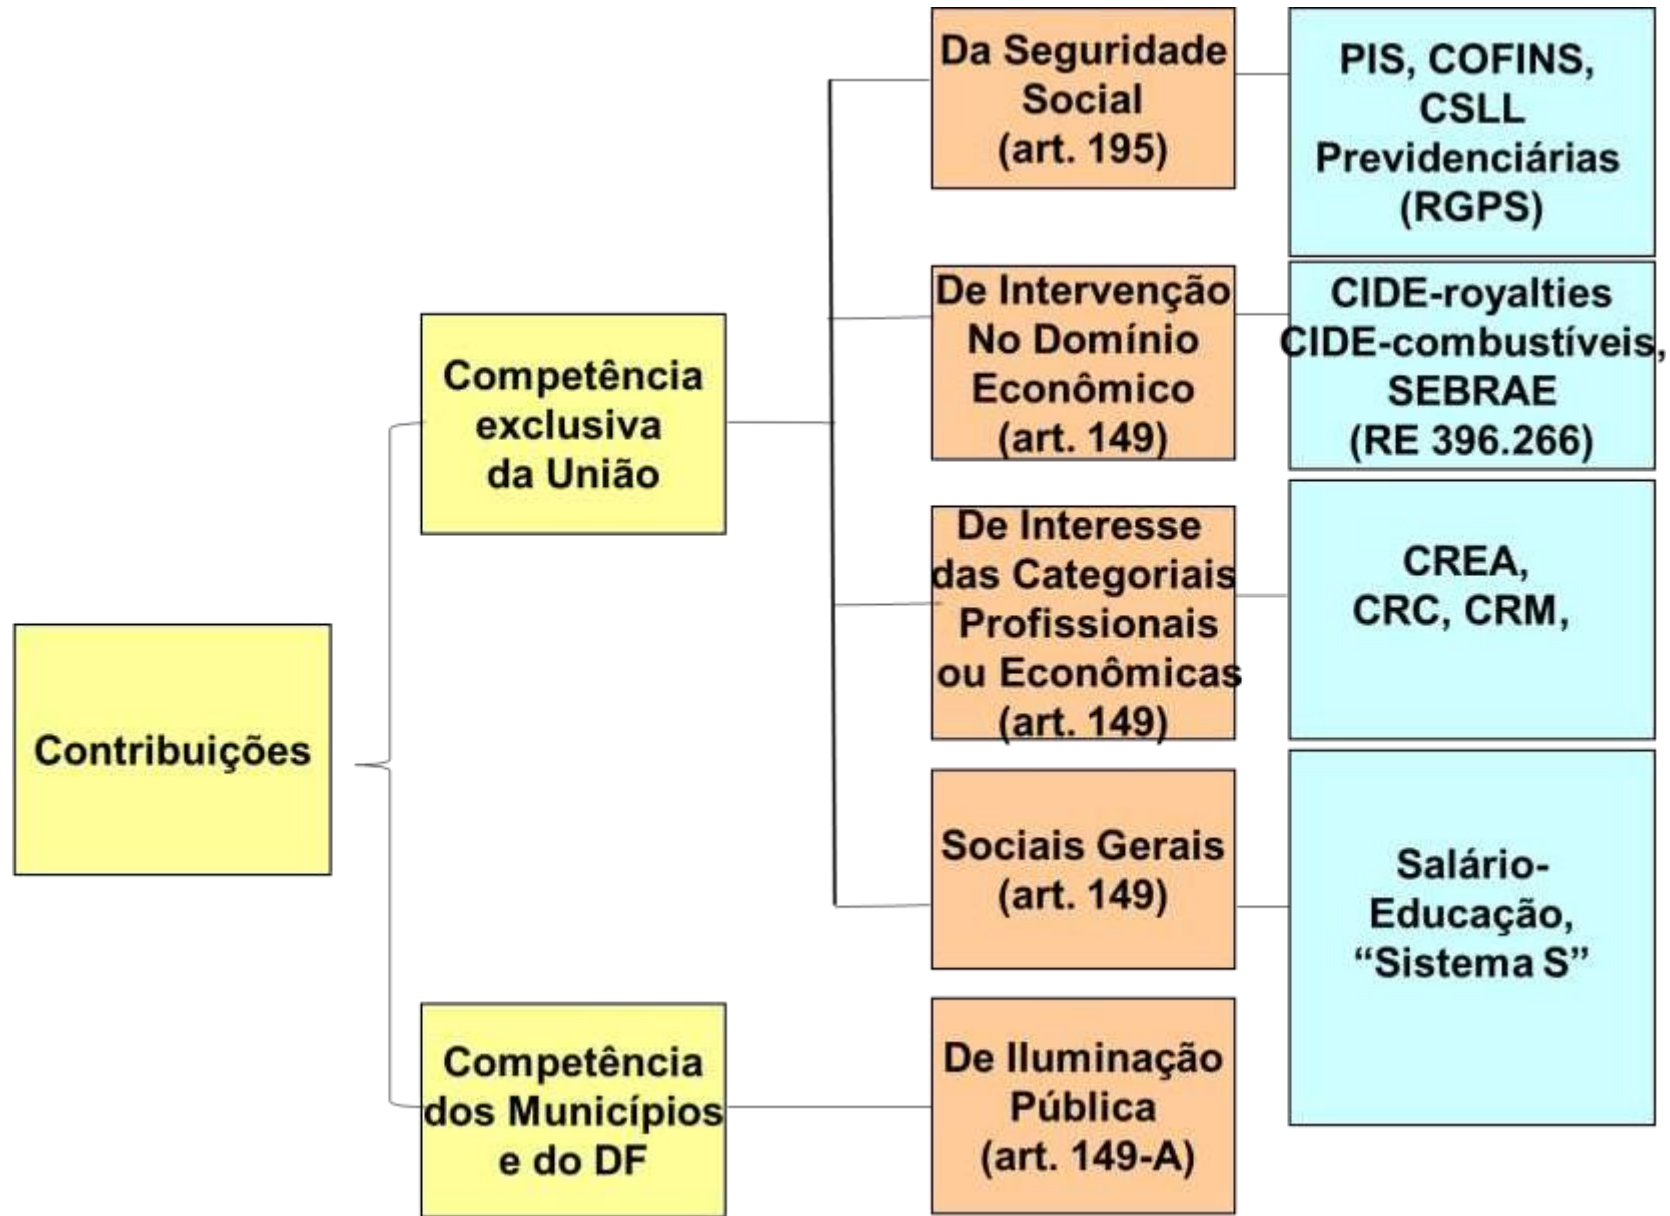 Contribuições
Competência
exclusiva
da União
Competência
dos Municípios
e do DF
Da Seguridade
Social
(art. 195)
De Intervenção
No Domínio
Econômico
(art. 149)
De Interesse
das Categoriais
Profissionais
ou Econômicas
(art. 149)
Sociais Gerais
(art. 149)
De Iluminação
Pública
(art. 149-A)
PIS, COFINS,
CSLL
Previdenciárias
(RGPS)
CIDE-royalties
CIDE-combustíveis,
SEBRAE
(RE 396.266)
CREA,
CRC, CRM,
Salário-
Educação,
“Sistema S”